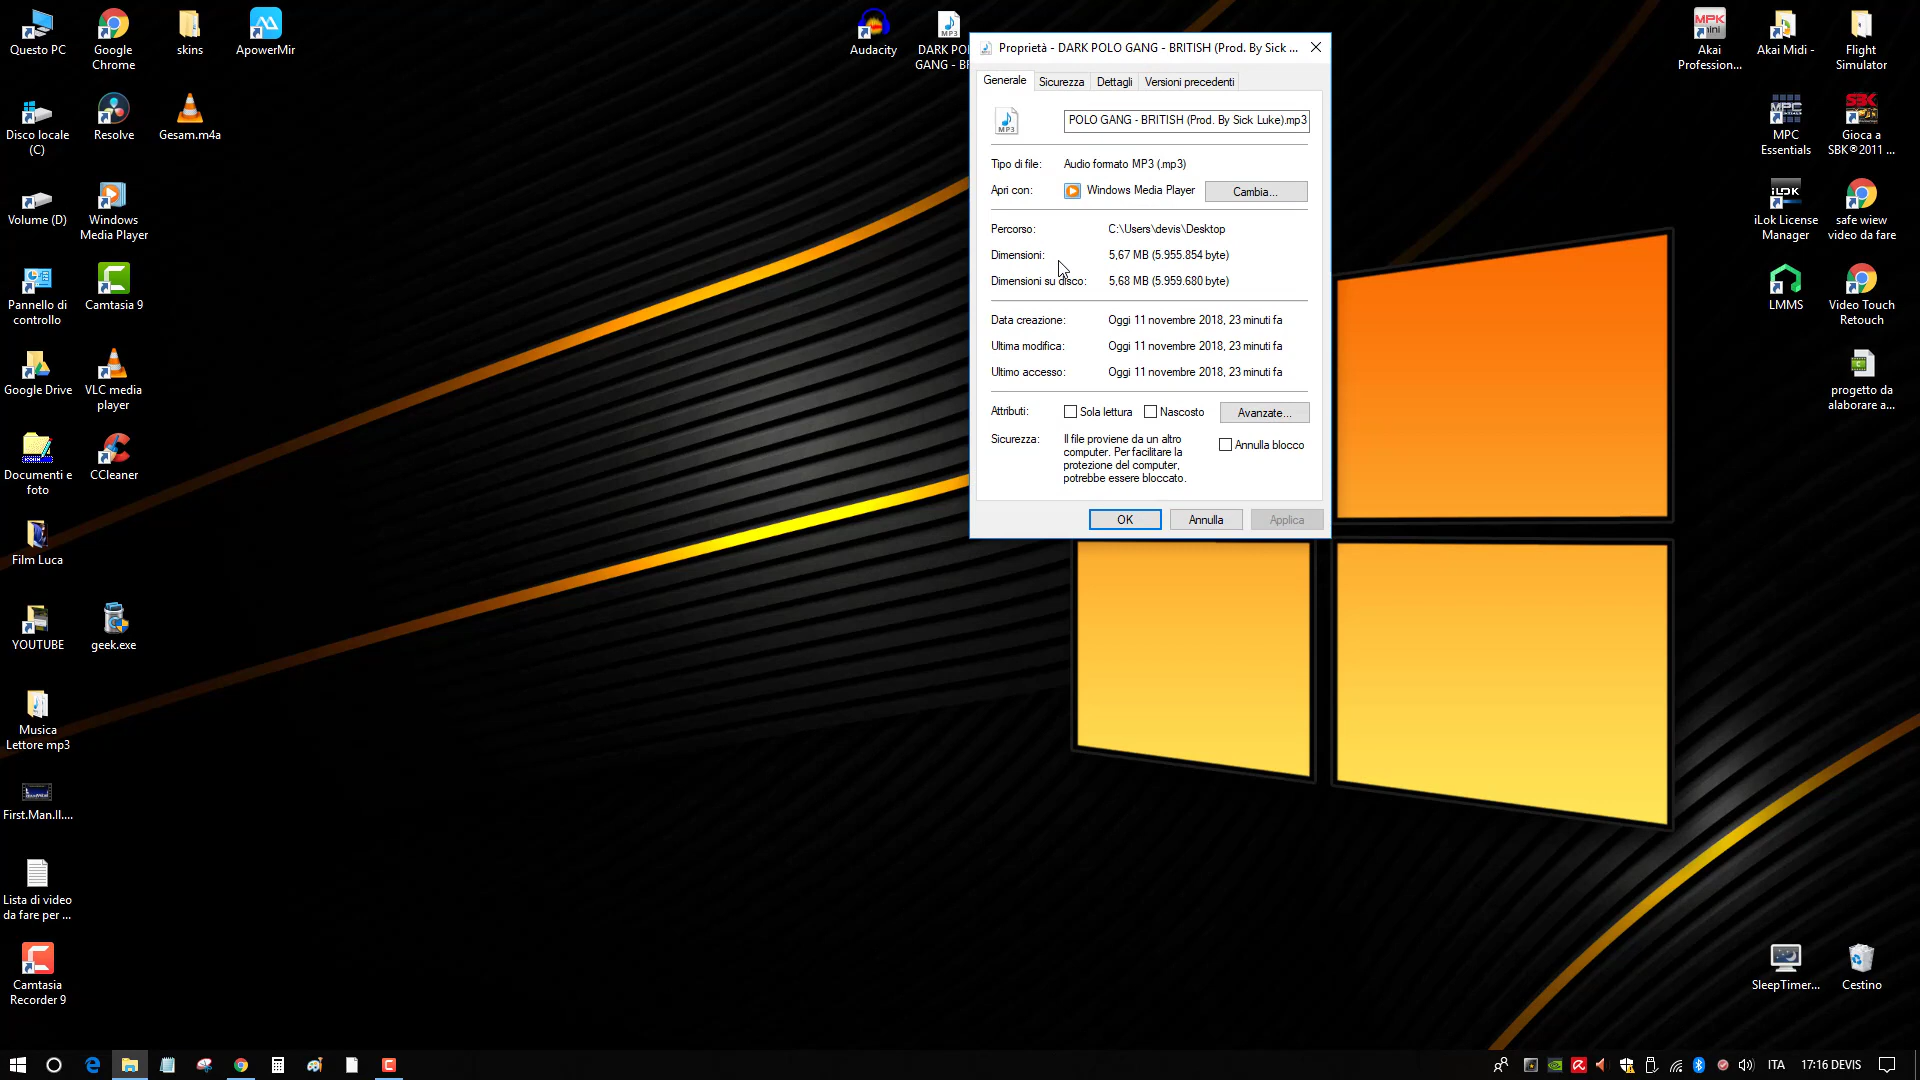 Questo PC
Google
Chrome
skins
ApowerMir
Disco locale
(C)
Resolve
Gesam.m4a
Volume (D)
Windows
Media Player
Pannello di
controllo
Camtasia 9
Google Drive
VLC media
player
Documenti e
foto
CCleaner
Film Luca
YOUTUBE
geek.exe
Musica
Lettore mp3
First.Man.Il....
Lista di video
da fare per ...
Camtasia
Recorder 9
Audacity
MP3
DARK PO
GANG - BR
Proprietà - DARK POLO GANG - BRITISH (Prod. By Sick ...
Generale
Sicurezza
Dettagli
Versioni precedenti
MP3
POLO GANG - BRITISH (Prod. By Sick Luke).mp3
Tipo di file: Audio formato MP3 (.mp3)
Apri con: Windows Media Player Cambia...
Percorso: C:\Users\devis\Desktop
Dimensioni: 5,67 MB (5.955.854 byte)
Dimensioni su disco: 5,68 MB (5.959.680 byte)
Data creazione: Oggi 11 novembre 2018, 23 minuti fa
Ultima modifica: Oggi 11 novembre 2018, 23 minuti fa
Ultimo accesso: Oggi 11 novembre 2018, 23 minuti fa
Attributi: Sola lettura Nascosto Avanzate...
Sicurezza: Il file proviene da un altro
computer. Per facilitare la
protezione del computer,
potrebbe essere bloccato.
Annulla blocco
OK Annulla Applica
MPK
mini
Akai
Profession...
Akai Midi -
Flight
Simulator
MPC
MPC
Essentials
SBK
Gioca a
SBK®2011 ...
iLOK
iLok License
Manager
safe wiew
video da fare
LMMS
Video Touch
Retouch
progetto da
alaborare a...
SleepTimer...
Cestino
ITA
17:16 DEVIS